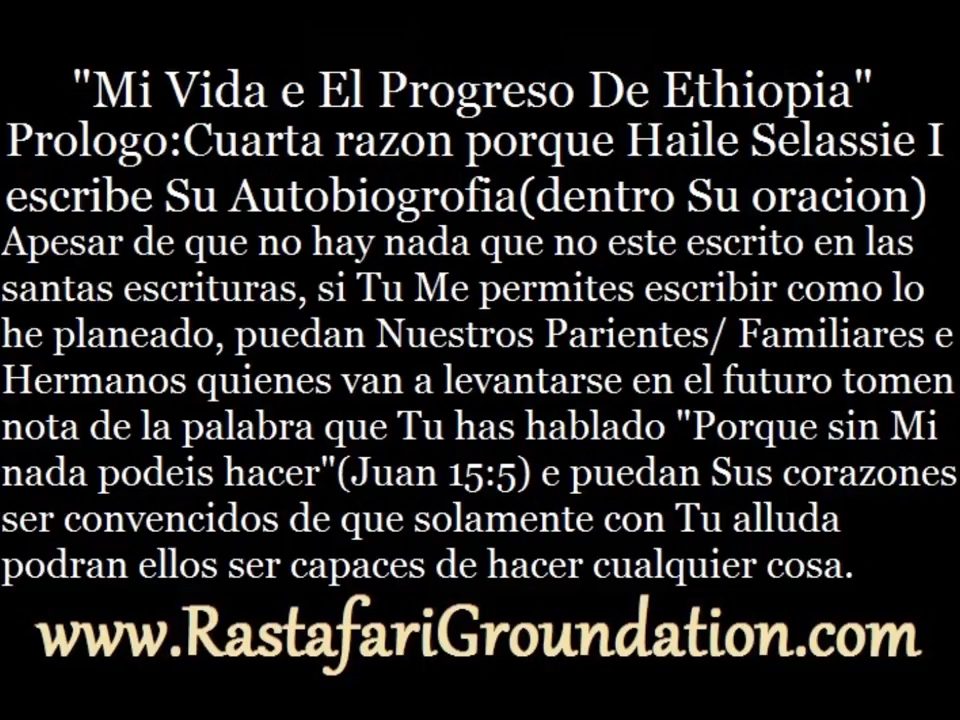 "Mi Vida e El Progreso De Ethiopia"
Prologo:Cuarta razon porque Haile Selassie I
escribe Su Autobiogrofia(dentro Su oracion)
Apesar de que no hay nada que no este escrito en las
santas escrituras, si Tu Me permites escribir como lo
he planeado, puedan Nuestros Parientes/ Familiares e
Hermanos quienes van a levantarse en el futuro tomen
nota de la palabra que Tu has hablado "Porque sin Mi
nada podeis hacer"(Juan 15:5) e puedan Sus corazones
ser convencidos de que solamente con Tu alluda
podran ellos ser capaces de hacer cualquier cosa.
www.RastafariGroundation.com